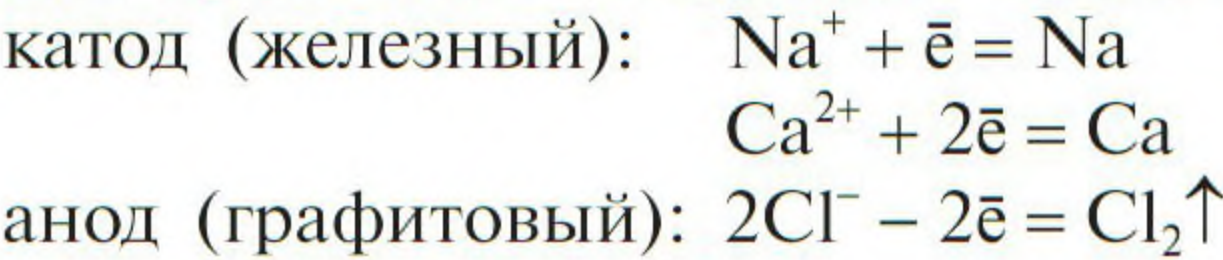 катод (железный): Na⁺ + ē = Na
Ca²⁺ + 2ē = Ca
анод (графитовый): 2Cl⁻ − 2ē = Cl₂↑